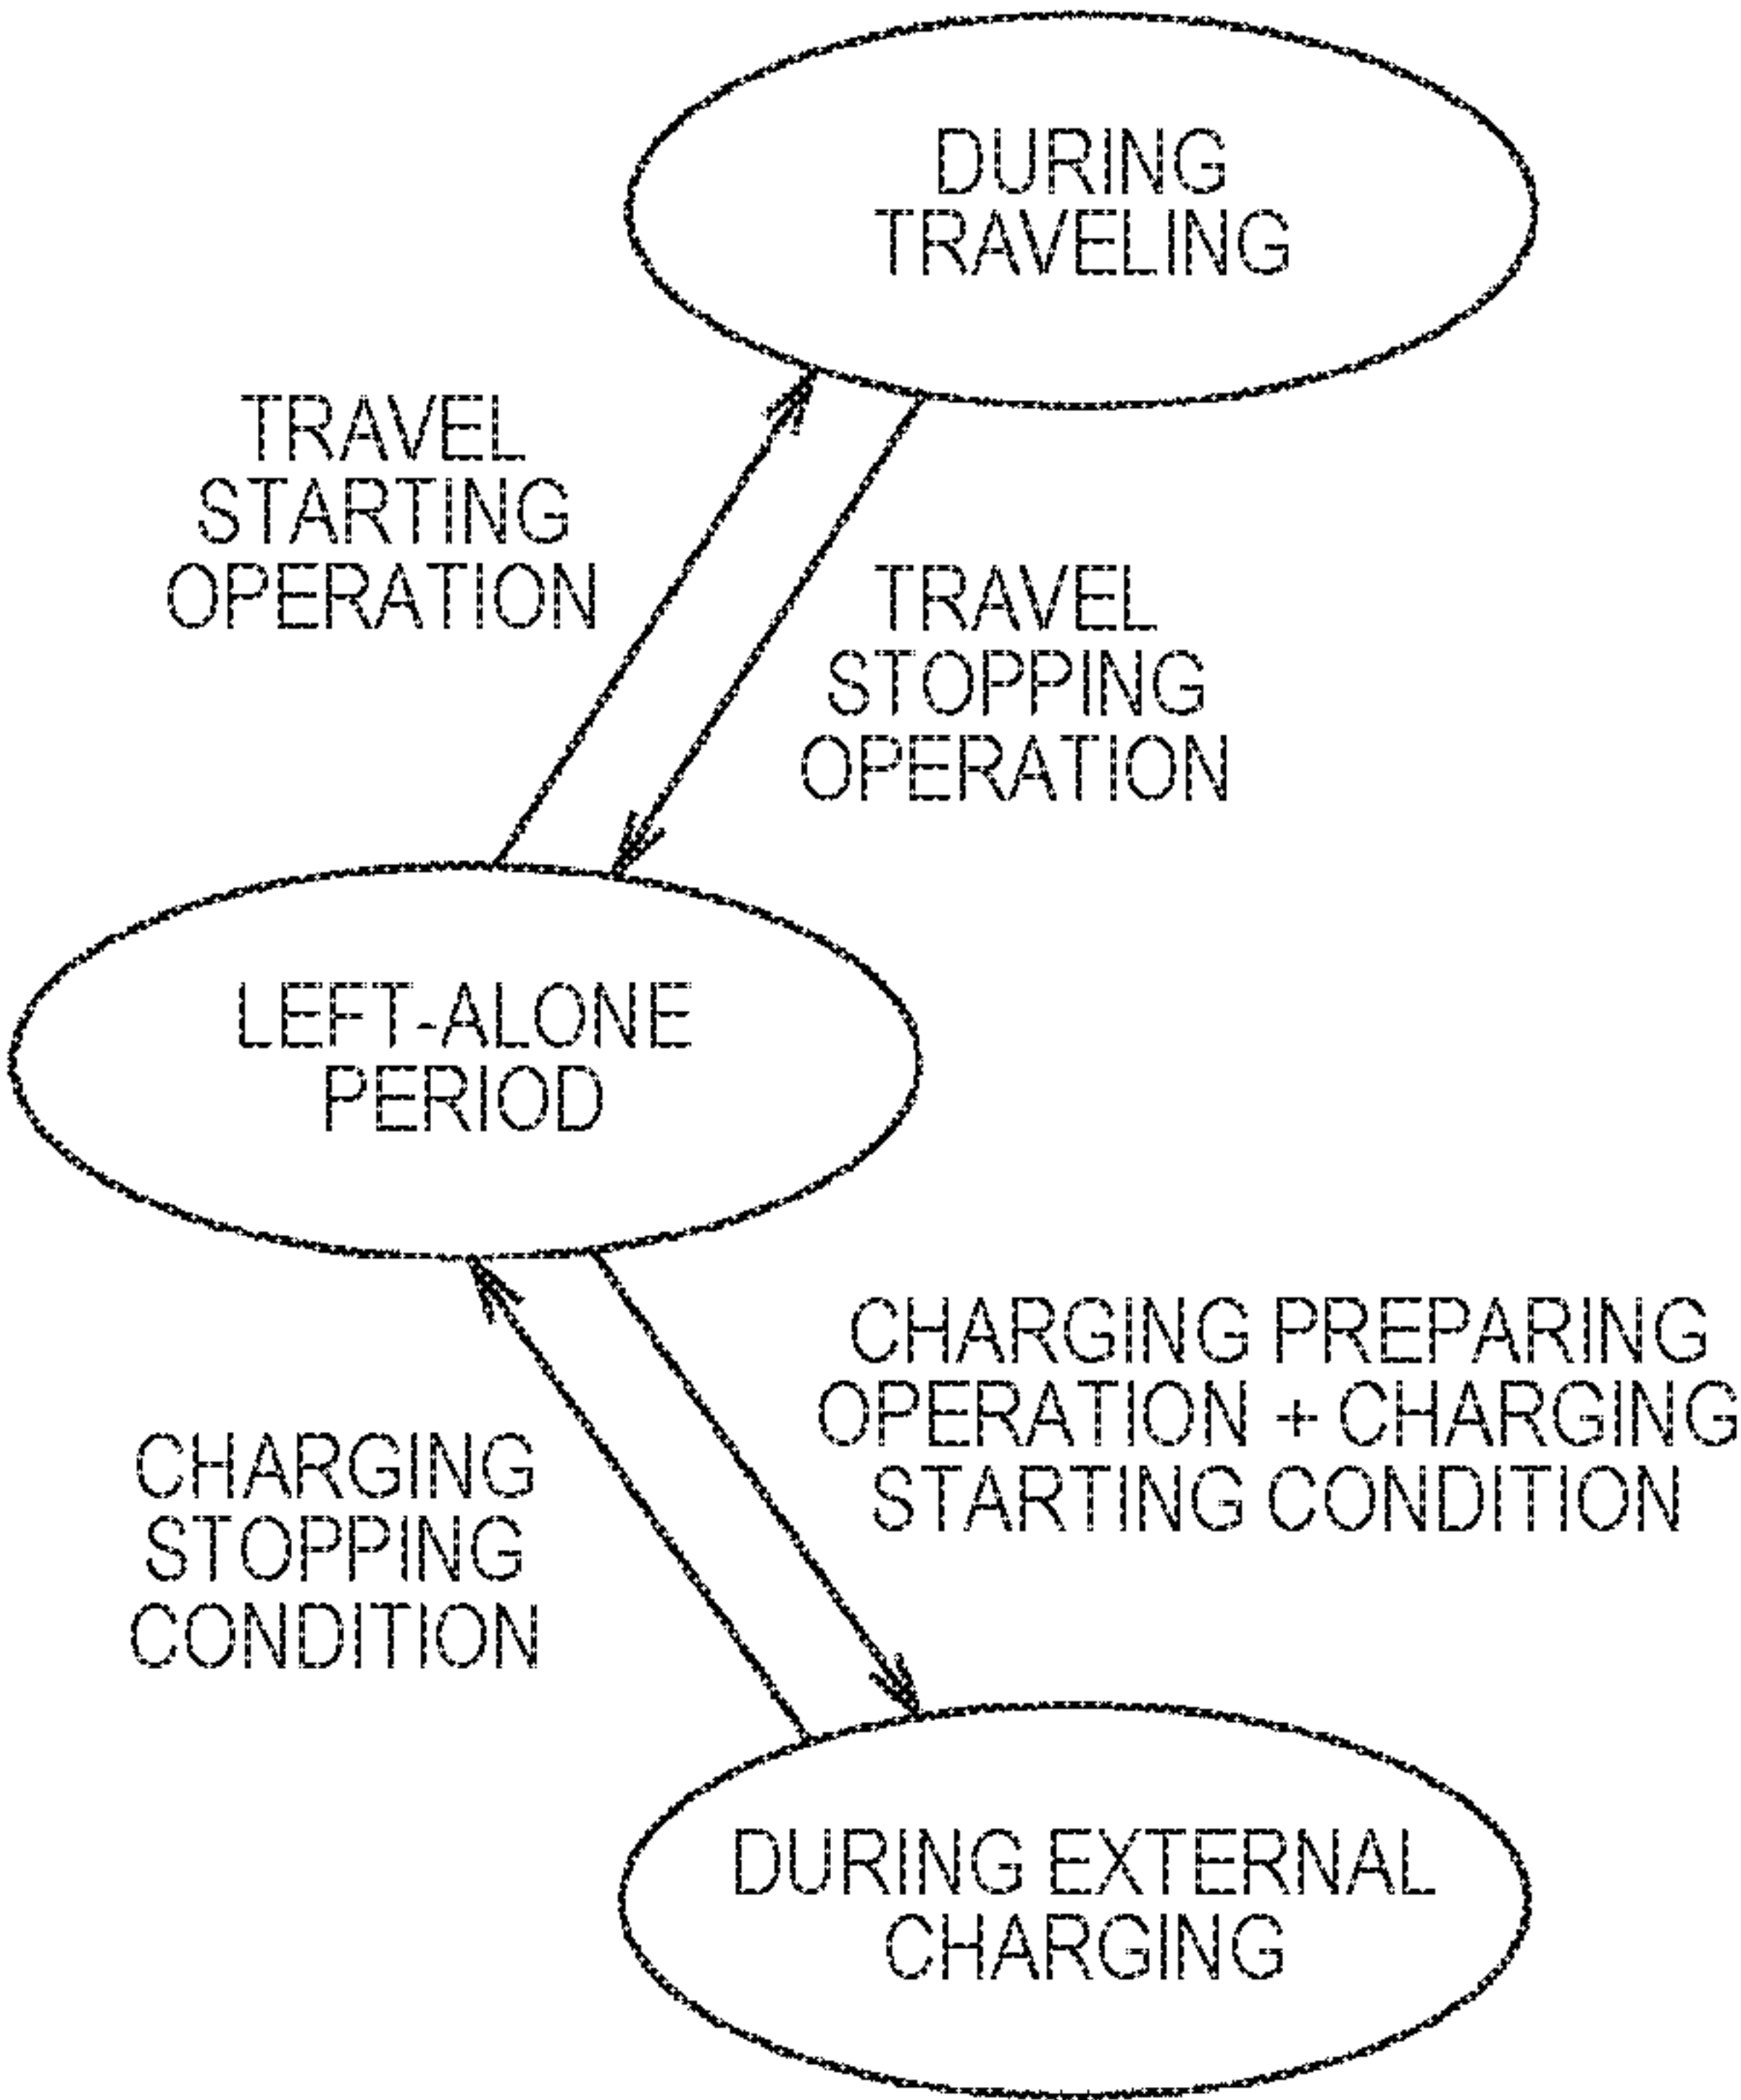 DURING
TRAVELING
TRAVEL
STARTING
OPERATION
TRAVEL
STOPPING
OPERATION
LEFT-ALONE
PERIOD
CHARGING PREPARING
OPERATION + CHARGING
STARTING CONDITION
CHARGING
STOPPING
CONDITION
DURING EXTERNAL
CHARGING